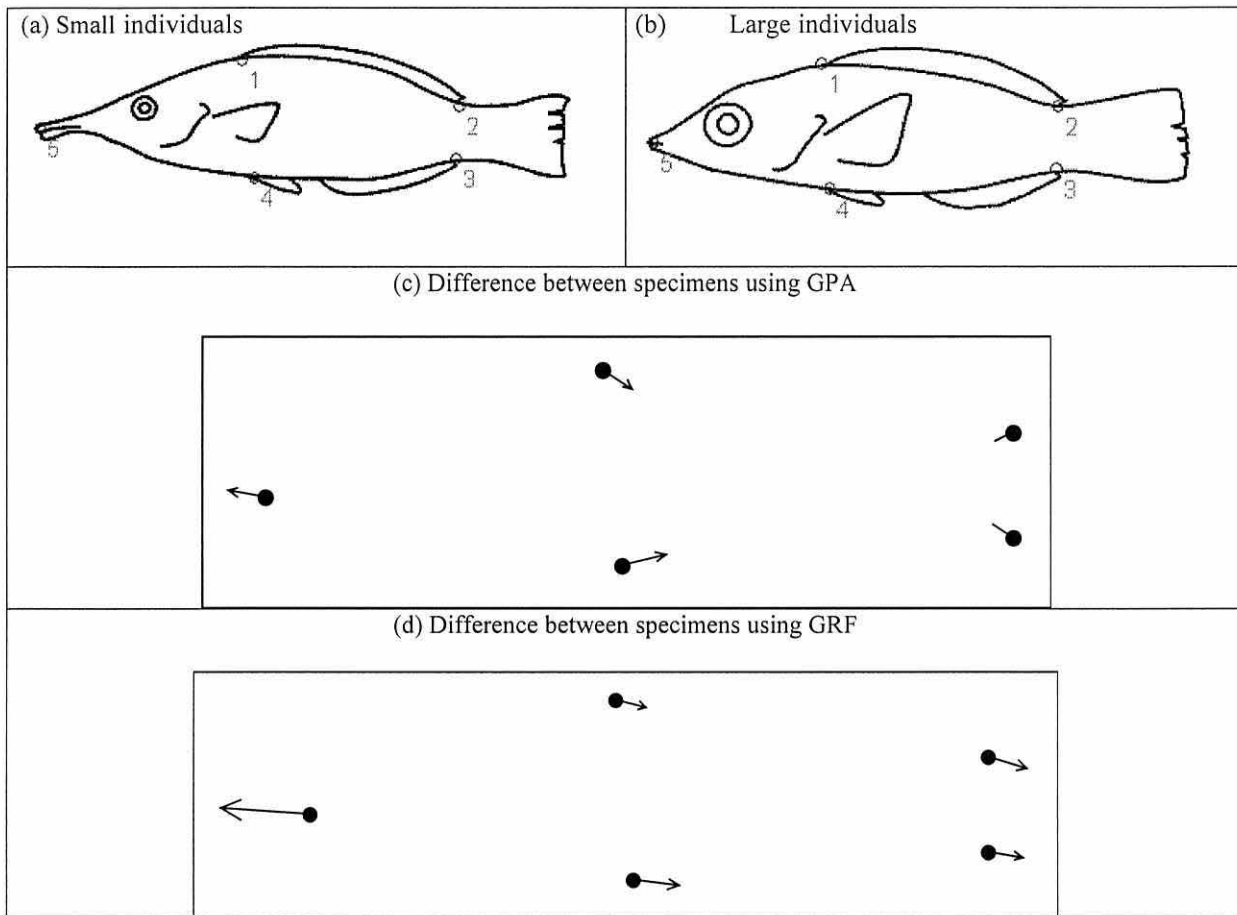 (a) Small individuals
1
2
3
4
5
(b) Large individuals
1
2
3
4
5
(c) Difference between specimens using GPA
(d) Difference between specimens using GRF